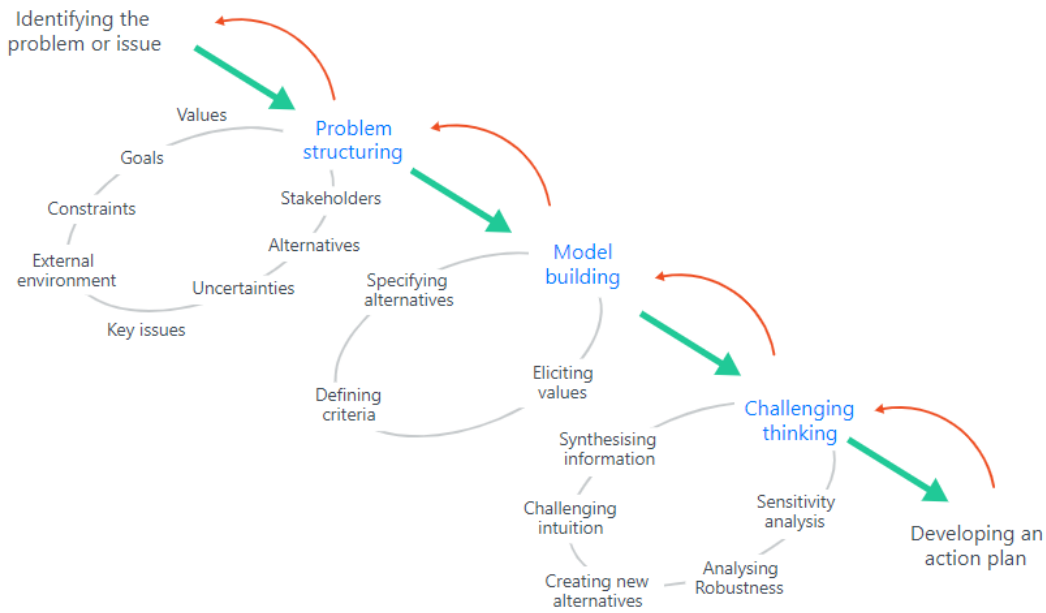 Identifying the
problem or issue
Values
Problem
structuring
Goals
Stakeholders
Constraints
Alternatives
External
environment
Uncertainties
Key issues
Model
building
Specifying
alternatives
Eliciting
values
Defining
criteria
Challenging
thinking
Synthesising
information
Sensitivity
analysis
Challenging
intuition
Analysing
Robustness
Creating new
alternatives
Developing an
action plan